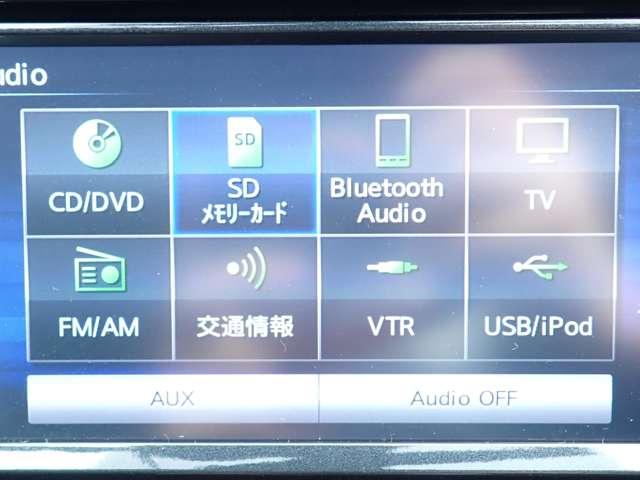 udio
CD/DVD
SD
SD
ﾒﾓﾘｰｶｰﾄﾞ
Bluetooth
Audio
TV
FM/AM
交通情報
VTR
USB/iPod
AUX
Audio OFF